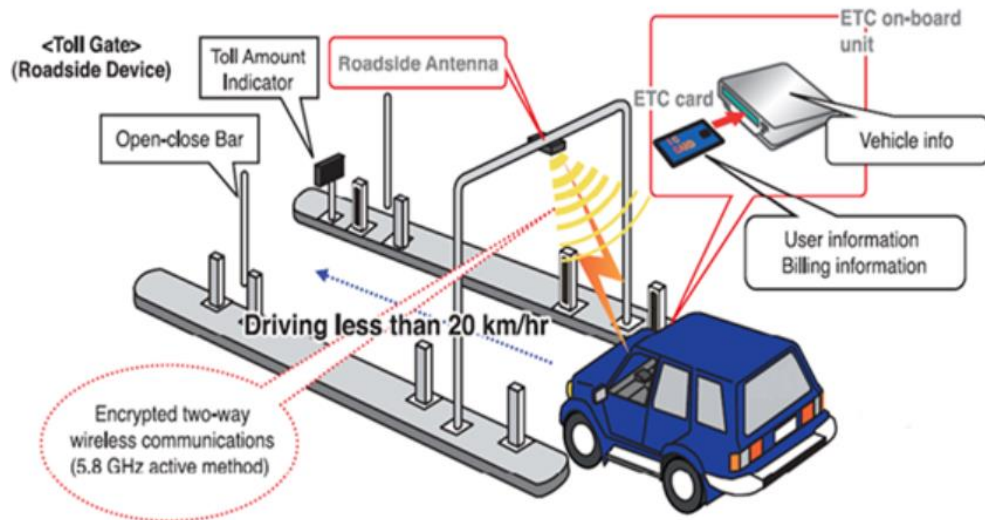 <Toll Gate>
(Roadside Device)
Toll Amount
Indicator
Open-close Bar
Roadside Antenna
ETC on-board
unit
ETC card
Vehicle info
User information
Billing information
Driving less than 20 km/hr
Encrypted two-way
wireless communications
(5.8 GHz active method)